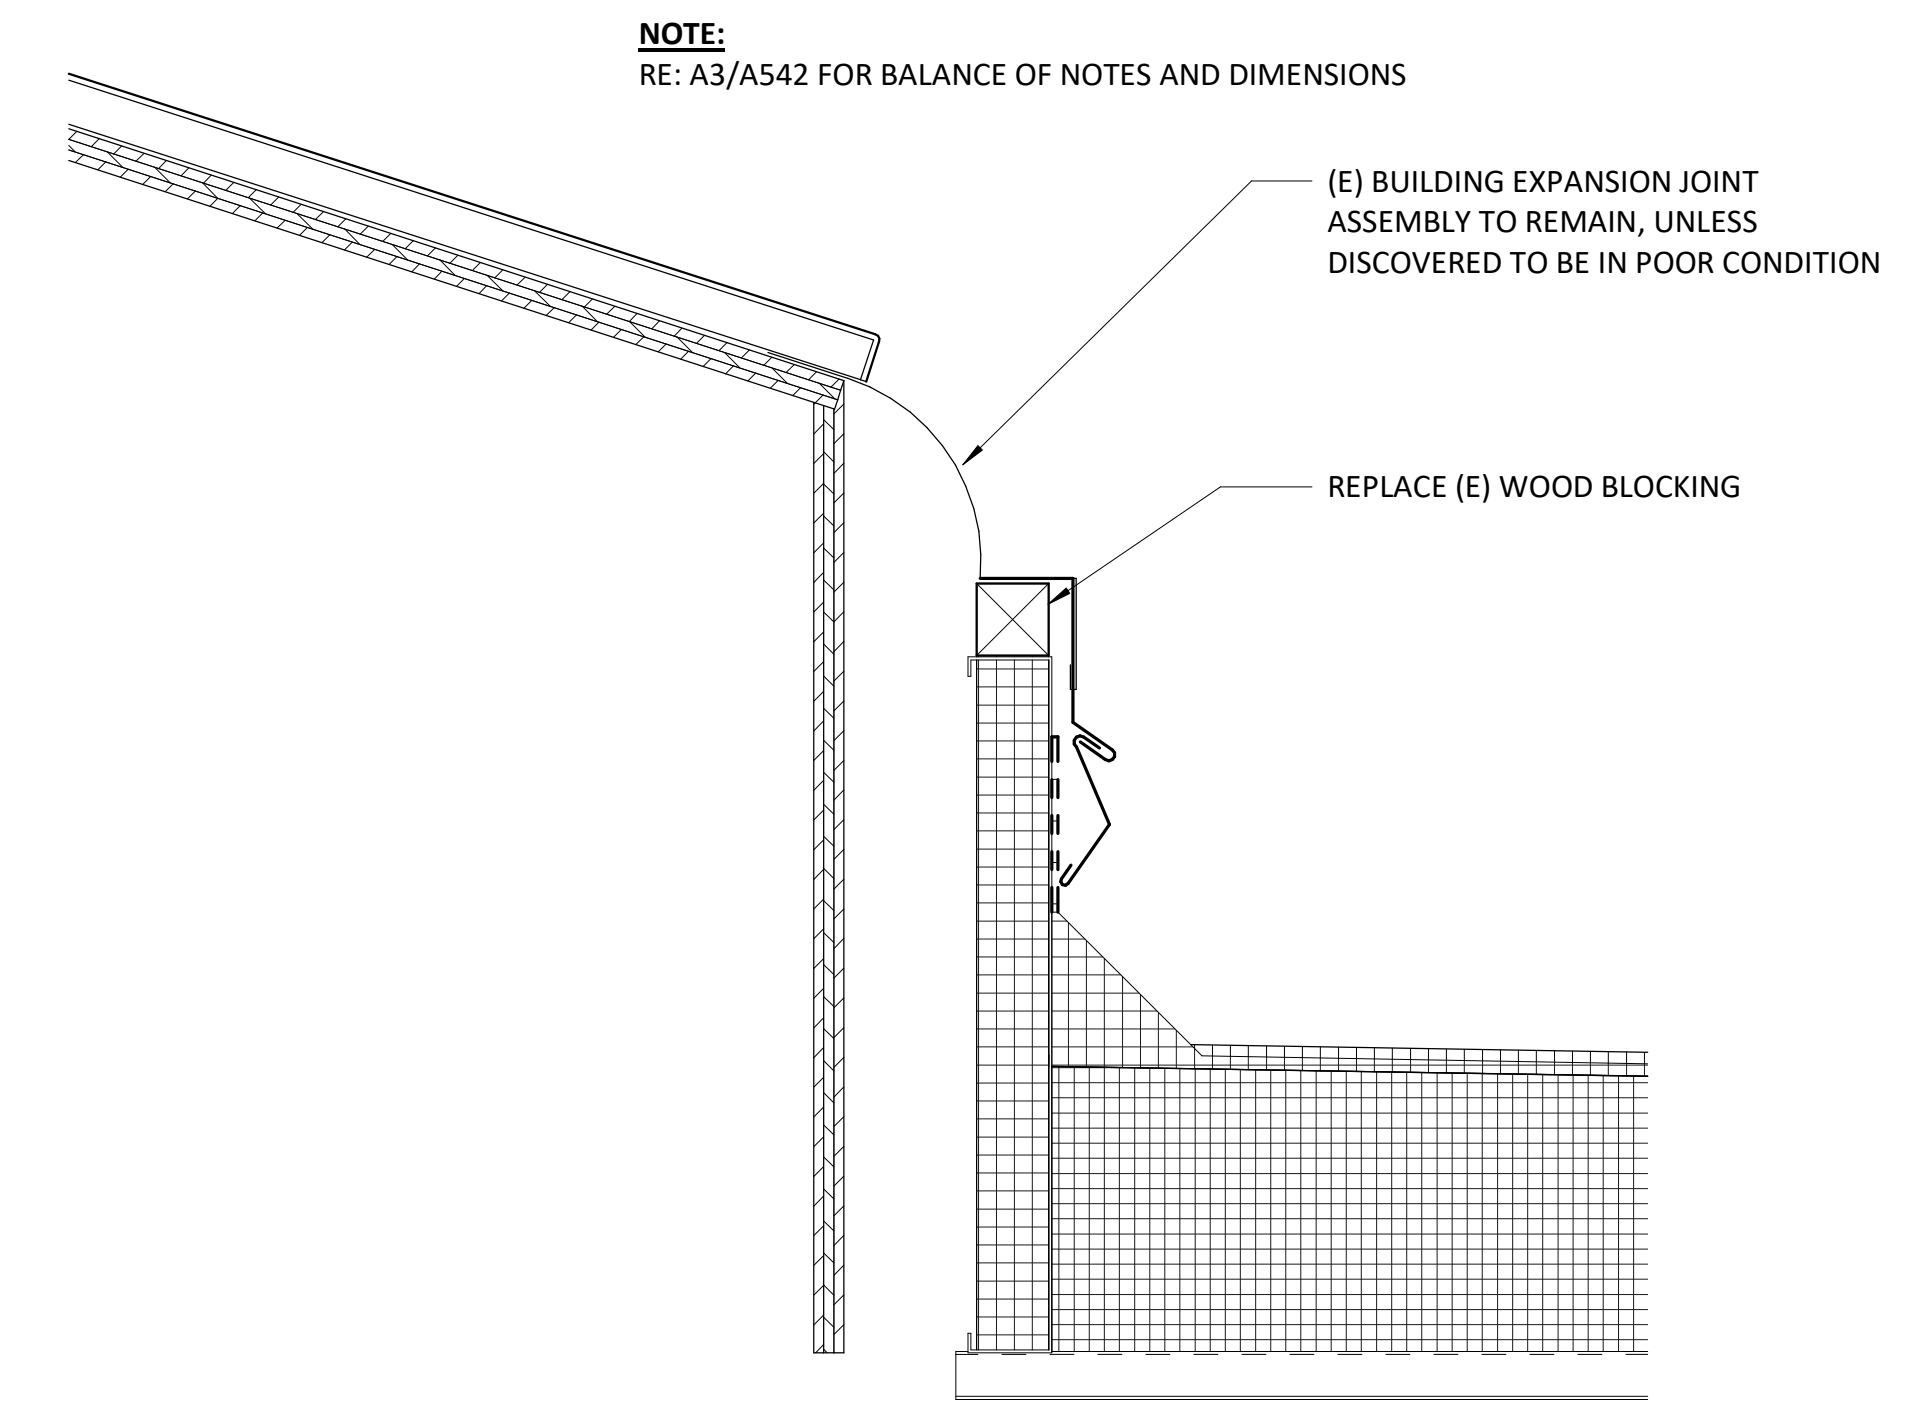 NOTE:
RE: A3/A542 FOR BALANCE OF NOTES AND DIMENSIONS
(E) BUILDING EXPANSION JOINT
ASSEMBLY TO REMAIN, UNLESS
DISCOVERED TO BE IN POOR CONDITION
REPLACE (E) WOOD BLOCKING